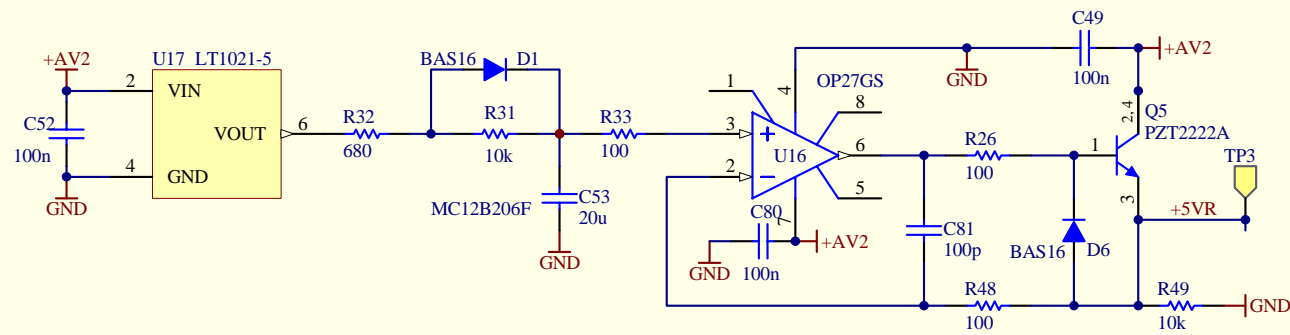 U17 LT1021-5
+AV2
2
VIN
C52
100n
VOUT
6
4
GND
GND
R32
680
BAS16
D1
R31
10k
MC12B206F
C53
20u
GND
R33
100
1
4
OP27GS
8
3
+
U16
6
2
−
5
7
C80
100n
GND
+AV2
GND
C49
100n
+AV2
2, 4
Q5
PZT2222A
R26
100
1
3
TP3
+5VR
C81
100p
BAS16
D6
R48
100
R49
10k
GND